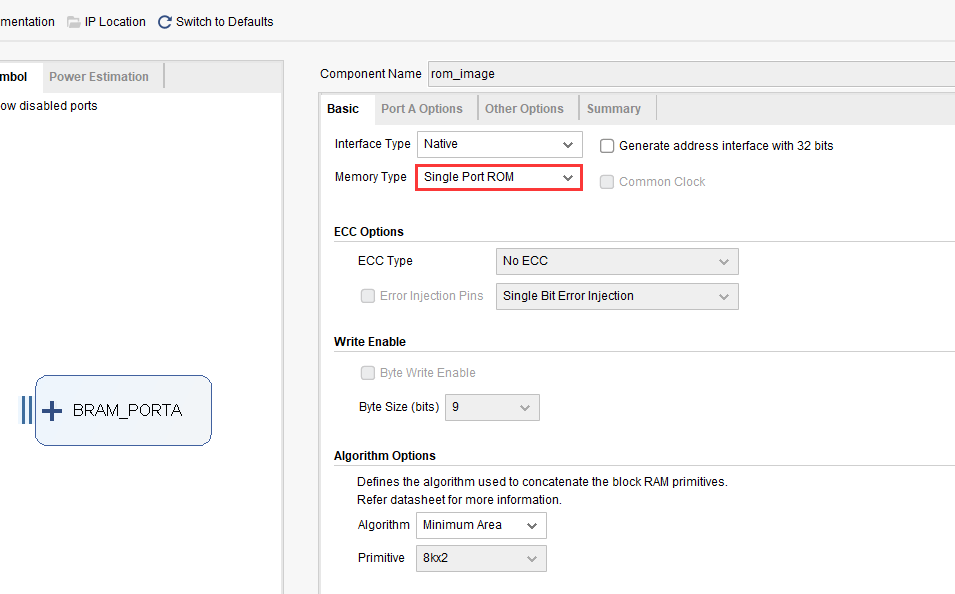 mentation IP Location Switch to Defaults
mbol Power Estimation
ow disabled ports
BRAM_PORTA
Component Name rom_image
Basic Port A Options Other Options Summary
Interface Type Native Generate address interface with 32 bits
Memory Type Single Port ROM Common Clock
ECC Options
ECC Type No ECC
Error Injection Pins Single Bit Error Injection
Write Enable
Byte Write Enable
Byte Size (bits) 9
Algorithm Options
Defines the algorithm used to concatenate the block RAM primitives.
Refer datasheet for more information.
Algorithm Minimum Area
Primitive 8kx2